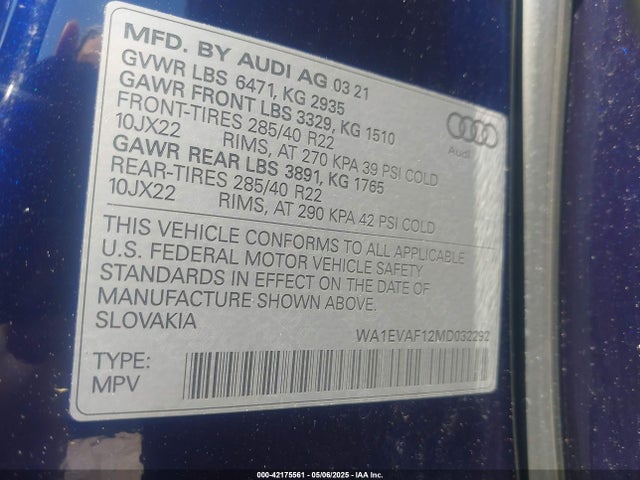 MFD. BY AUDI AG 03 21
GVWR LBS 6471, KG 2935
GAWR FRONT LBS 3329, KG 1510
FRONT-TIRES 285/40 R22
10JX22 RIMS, AT 270 KPA 39 PSI COLD
GAWR REAR LBS 3891, KG 1765
REAR-TIRES 285/40 R22
10JX22 RIMS, AT 290 KPA 42 PSI COLD
Audi
THIS VEHICLE CONFORMS TO ALL APPLICABLE
U.S. FEDERAL MOTOR VEHICLE SAFETY
STANDARDS IN EFFECT ON THE DATE OF
MANUFACTURE SHOWN ABOVE.
SLOVAKIA
WA1EVAF12MD032292
TYPE:
MPV
000-42175561 - 05/06/2025 - IAA Inc.